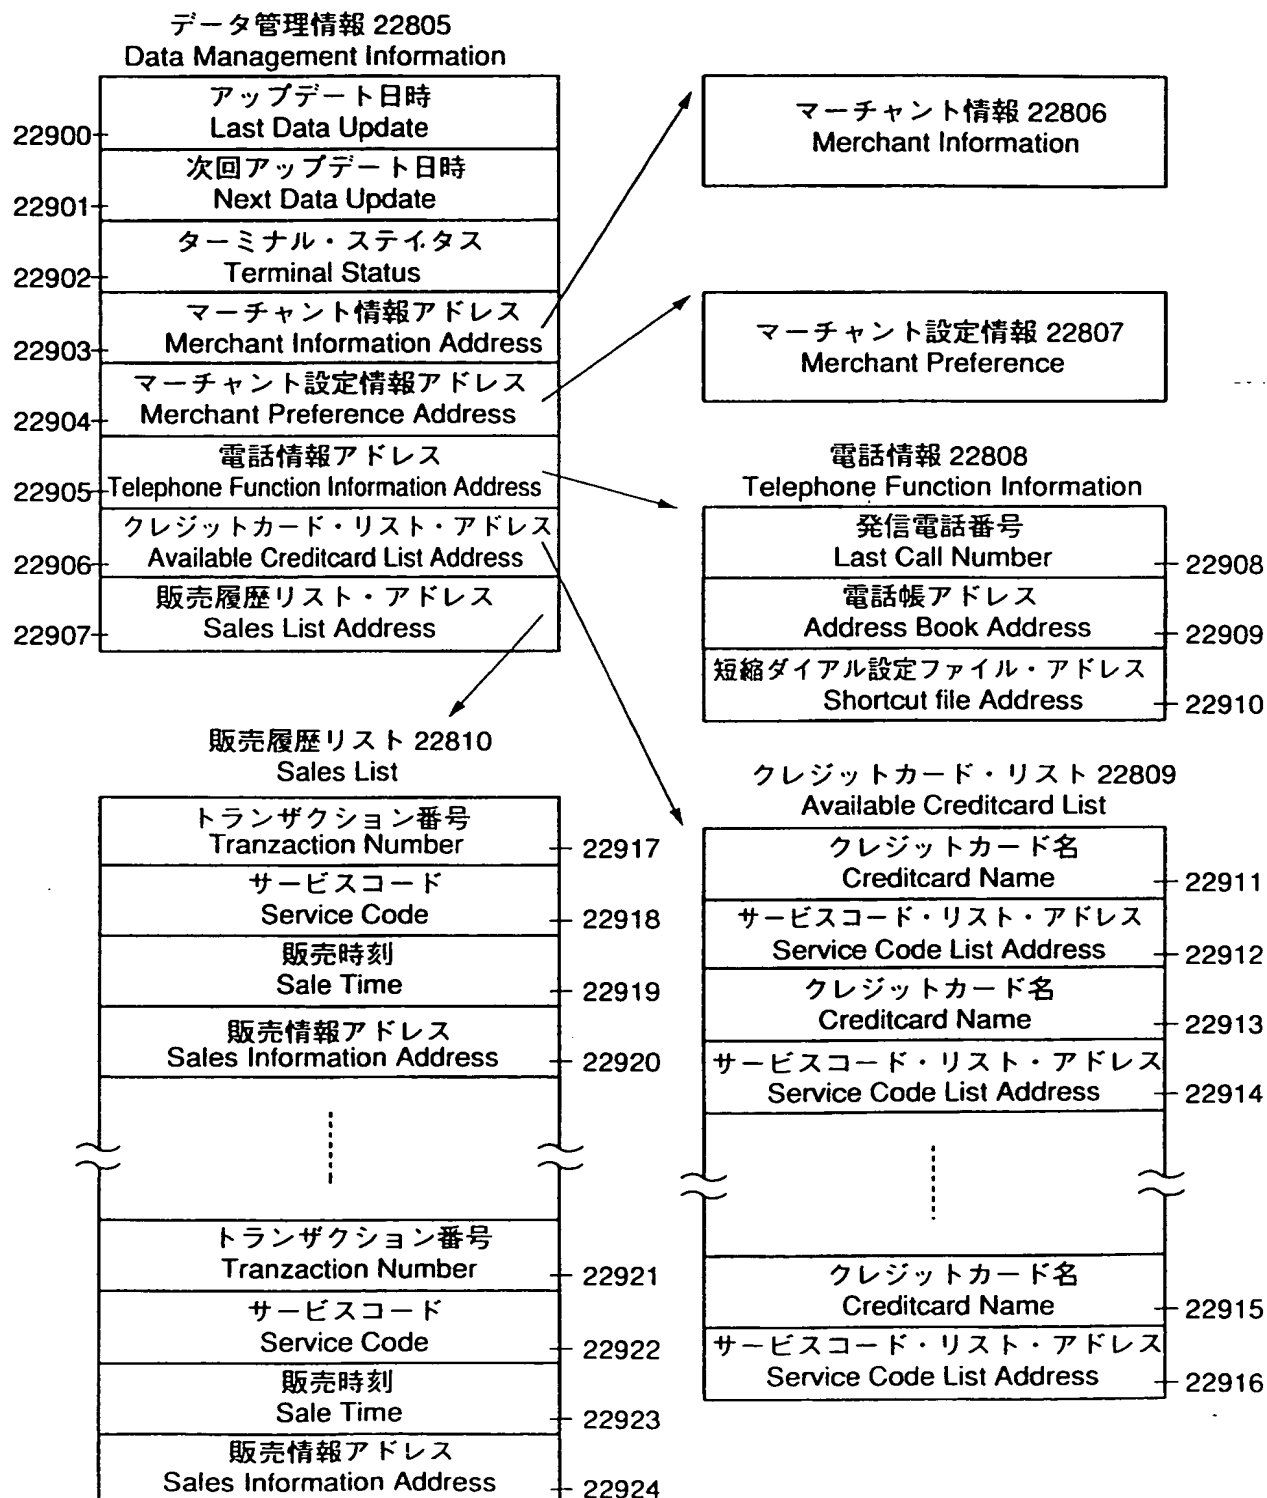 データ管理情報 22805
Data Management Information
アップデート日時
Last Data Update
22900
次回アップデート日時
Next Data Update
22901
ターミナル・ステイタス
Terminal Status
22902
マーチャント情報アドレス
Merchant Information Address
22903
マーチャント設定情報アドレス
Merchant Preference Address
22904
電話情報アドレス
Telephone Function Information Address
22905
クレジットカード・リスト・アドレス
Available Creditcard List Address
22906
販売履歴リスト・アドレス
Sales List Address
22907
マーチャント情報 22806
Merchant Information
マーチャント設定情報 22807
Merchant Preference
電話情報 22808
Telephone Function Information
発信電話番号
Last Call Number
22908
電話帳アドレス
Address Book Address
22909
短縮ダイアル設定ファイル・アドレス
Shortcut file Address
22910
販売履歴リスト 22810
Sales List
トランザクション番号
Tranzaction Number
22917
サービスコード
Service Code
22918
販売時刻
Sale Time
22919
販売情報アドレス
Sales Information Address
22920
トランザクション番号
Tranzaction Number
22921
サービスコード
Service Code
22922
販売時刻
Sale Time
22923
販売情報アドレス
Sales Information Address
22924
クレジットカード・リスト 22809
Available Creditcard List
クレジットカード名
Creditcard Name
22911
サービスコード・リスト・アドレス
Service Code List Address
22912
クレジットカード名
Creditcard Name
22913
サービスコード・リスト・アドレス
Service Code List Address
22914
クレジットカード名
Creditcard Name
22915
サービスコード・リスト・アドレス
Service Code List Address
22916